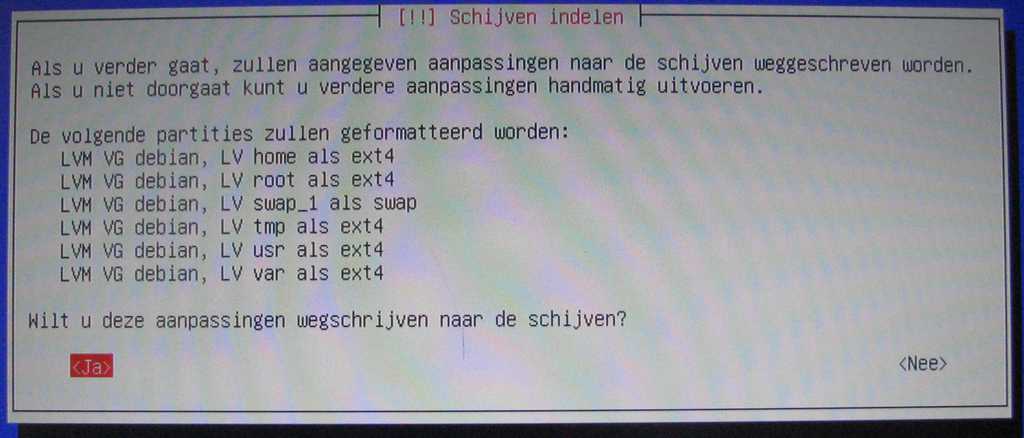 [!!] Schijven indelen
Als u verder gaat, zullen aangegeven aanpassingen naar de schijven weggeschreven worden.
Als u niet doorgaat kunt u verdere aanpassingen handmatig uitvoeren.
De volgende partities zullen geformatteerd worden:
LVM VG debian, LV home als ext4
LVM VG debian, LV root als ext4
LVM VG debian, LV swap_1 als swap
LVM VG debian, LV tmp als ext4
LVM VG debian, LV usr als ext4
LVM VG debian, LV var als ext4
Wilt u deze aanpassingen wegschrijven naar de schijven?
<Ja> <Nee>